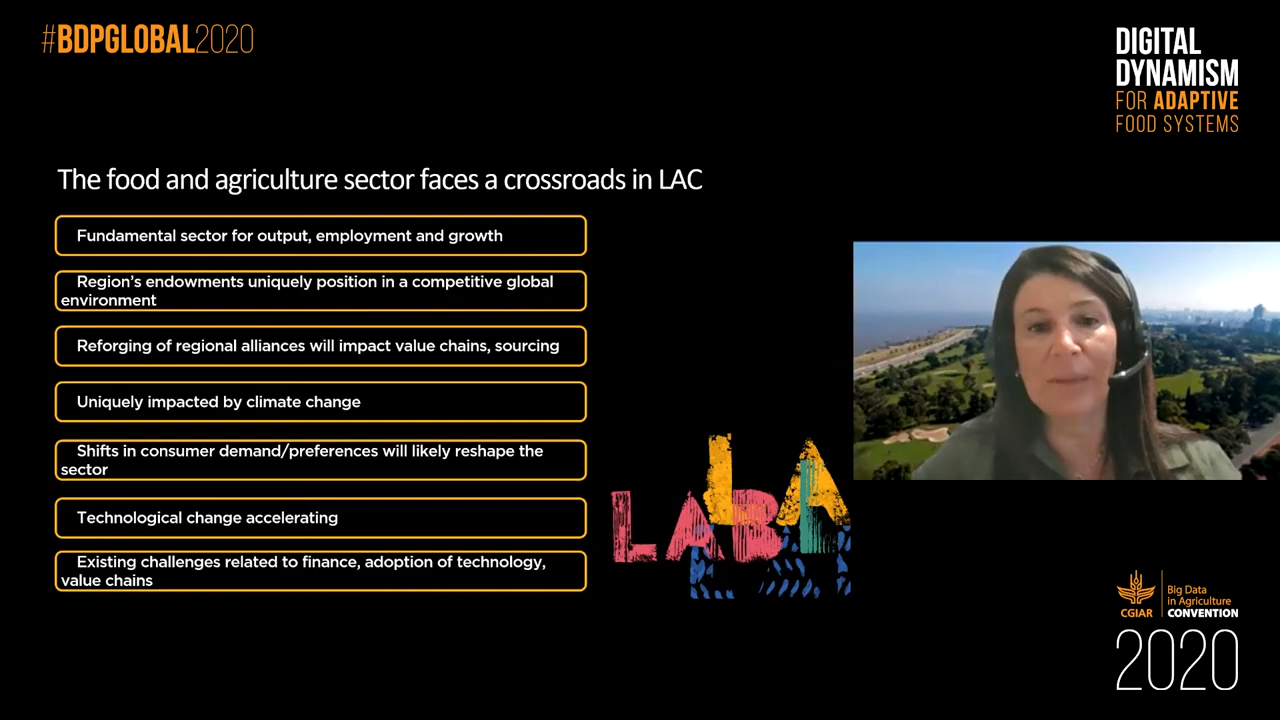 #BDPGLOBAL2020
DIGITAL
DYNAMISM
FOR ADAPTIVE
FOOD SYSTEMS
The food and agriculture sector faces a crossroads in LAC
Fundamental sector for output, employment and growth
Region's endowments uniquely position in a competitive global
environment
Reforging of regional alliances will impact value chains, sourcing
Uniquely impacted by climate change
Shifts in consumer demand/preferences will likely reshape the
sector
Technological change accelerating
Existing challenges related to finance, adoption of technology,
value chains
LA
LAB
CGIAR
Big Data
in Agriculture
CONVENTION
2020